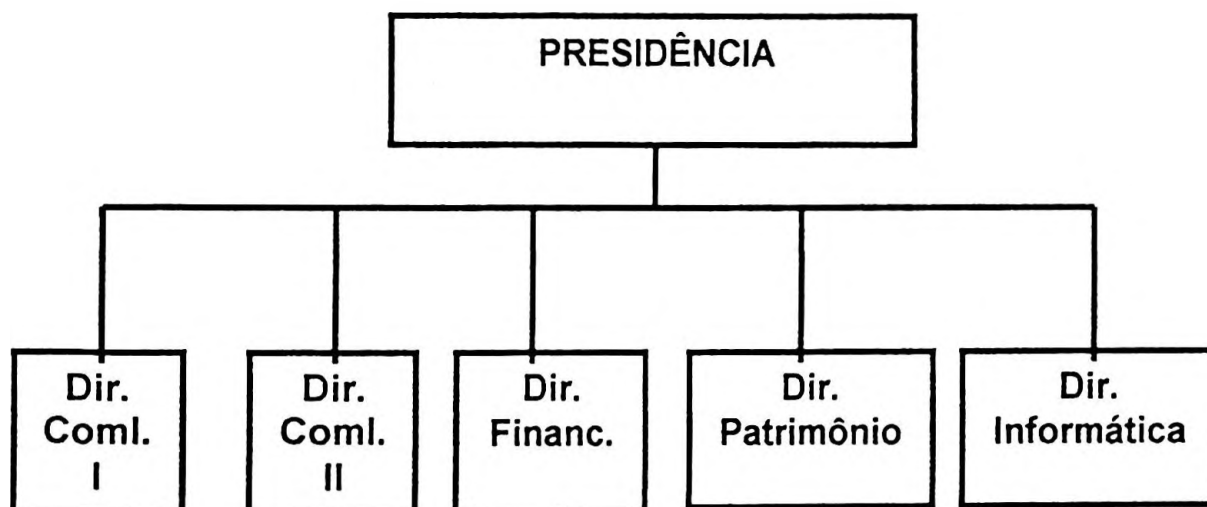 PRESIDÊNCIA
Dir.
Coml.
I
Dir.
Coml.
II
Dir.
Financ.
Dir.
Patrimônio
Dir.
Informática